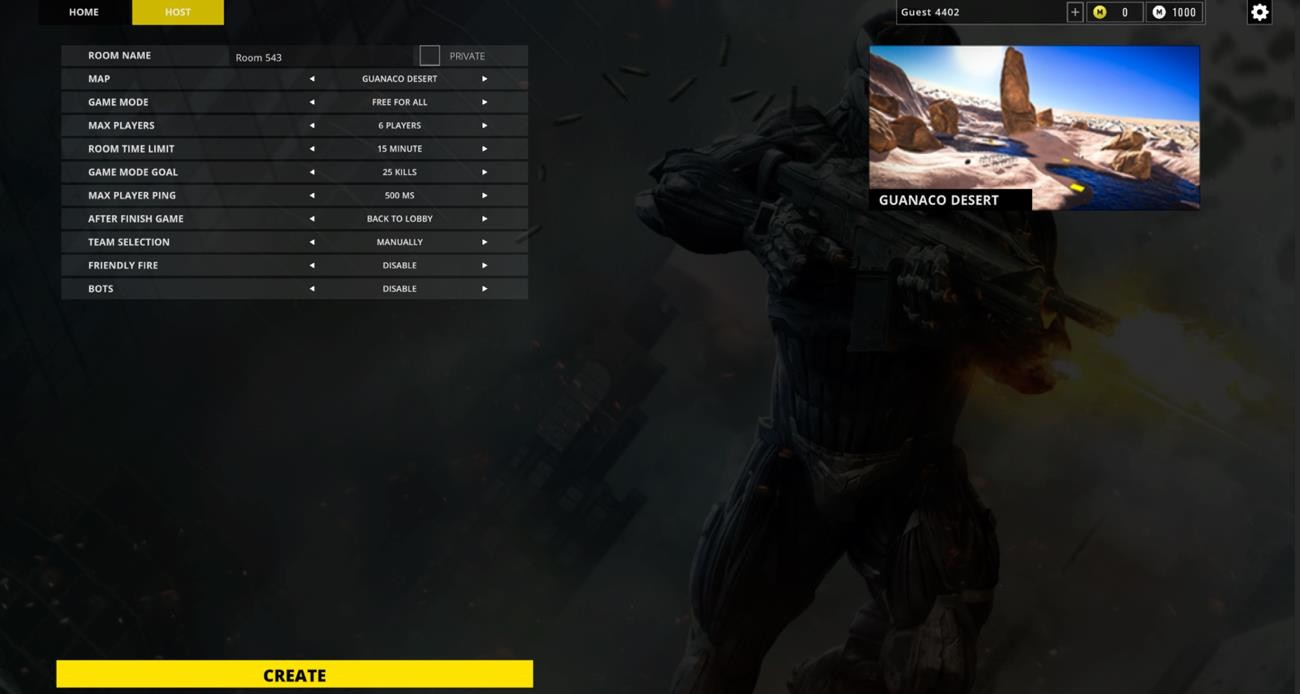 HOME HOST Guest 4402 + M 0 M 1000
ROOM NAME Room 543 PRIVATE
MAP GUANACO DESERT
GAME MODE FREE FOR ALL
MAX PLAYERS 6 PLAYERS
ROOM TIME LIMIT 15 MINUTE
GAME MODE GOAL 25 KILLS
MAX PLAYER PING 500 MS
AFTER FINISH GAME BACK TO LOBBY
TEAM SELECTION MANUALLY
FRIENDLY FIRE DISABLE
BOTS DISABLE
GUANACO DESERT
CREATE